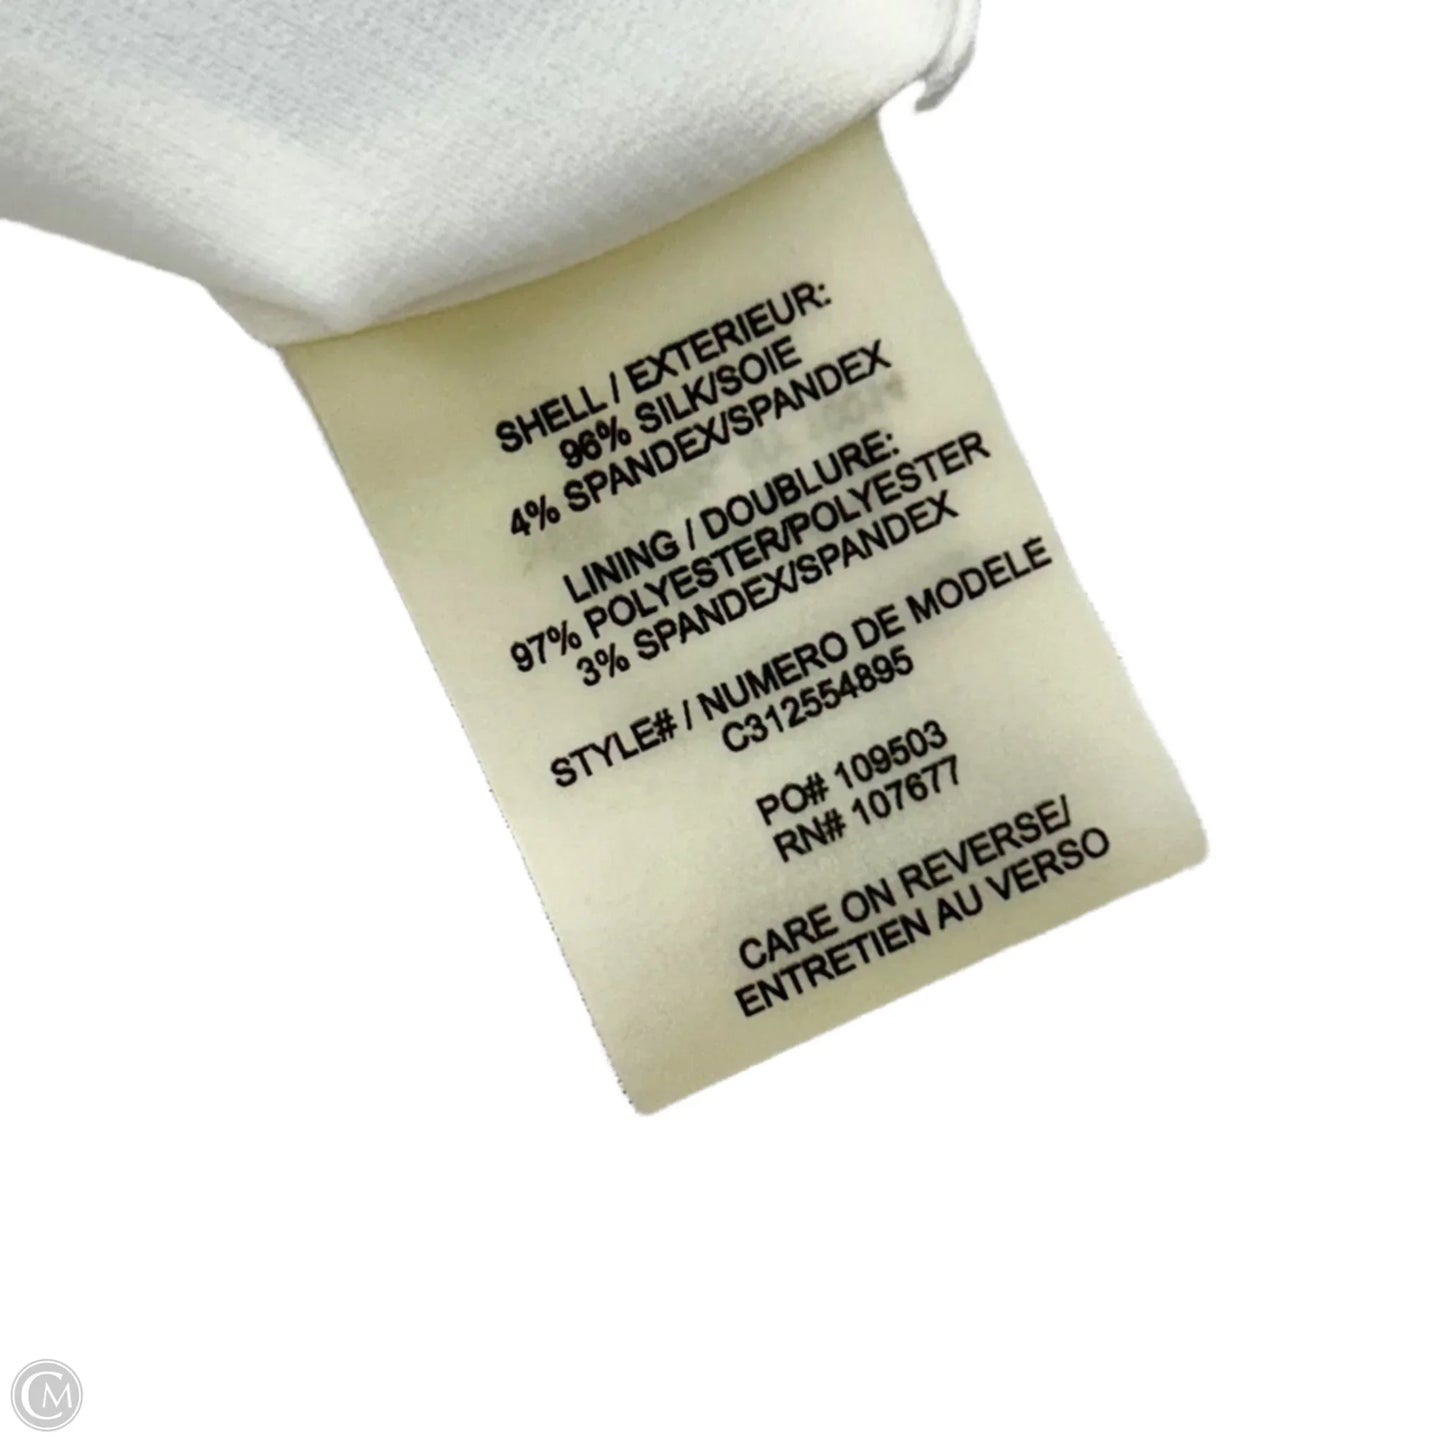 SHELL / EXTERIEUR:
96% SILK/SOIE
4% SPANDEX/SPANDEX
LINING / DOUBLURE:
97% POLYESTER/POLYESTER
3% SPANDEX/SPANDEX
STYLE# / NUMERO DE MODELE
C312554895
PO# 109503
RN# 107677
CARE ON REVERSE/
ENTRETIEN AU VERSO
CM